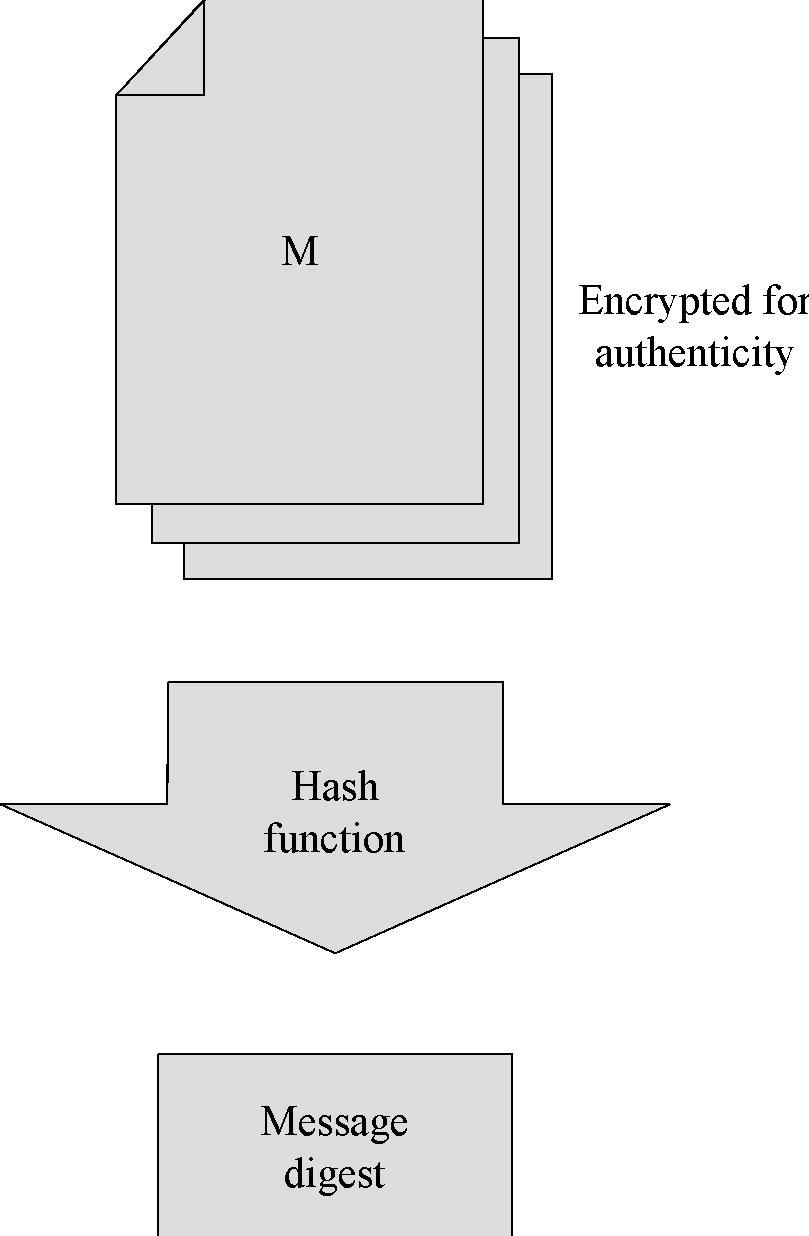 M
Encrypted for
authenticity
Hash
function
Message
digest